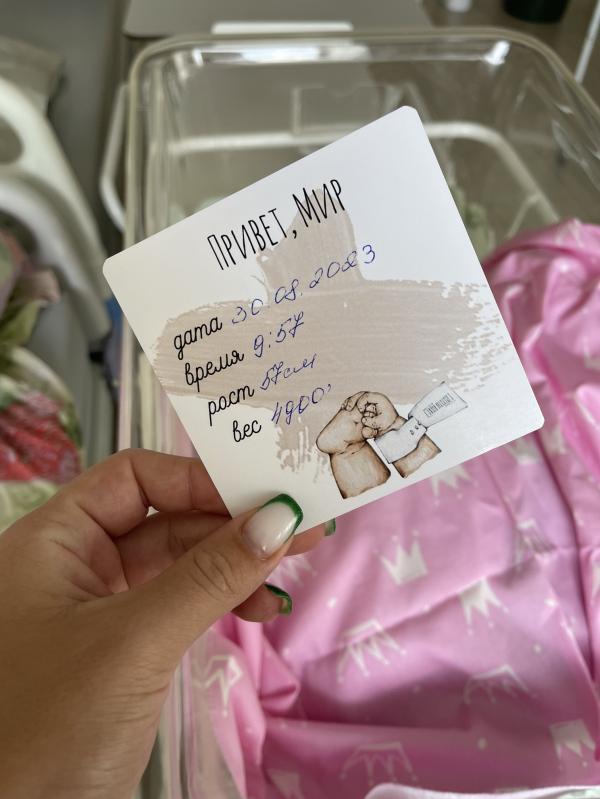 Привет, Мир
дата 30.08.2023
время 9:57
рост 57см
вес 4900